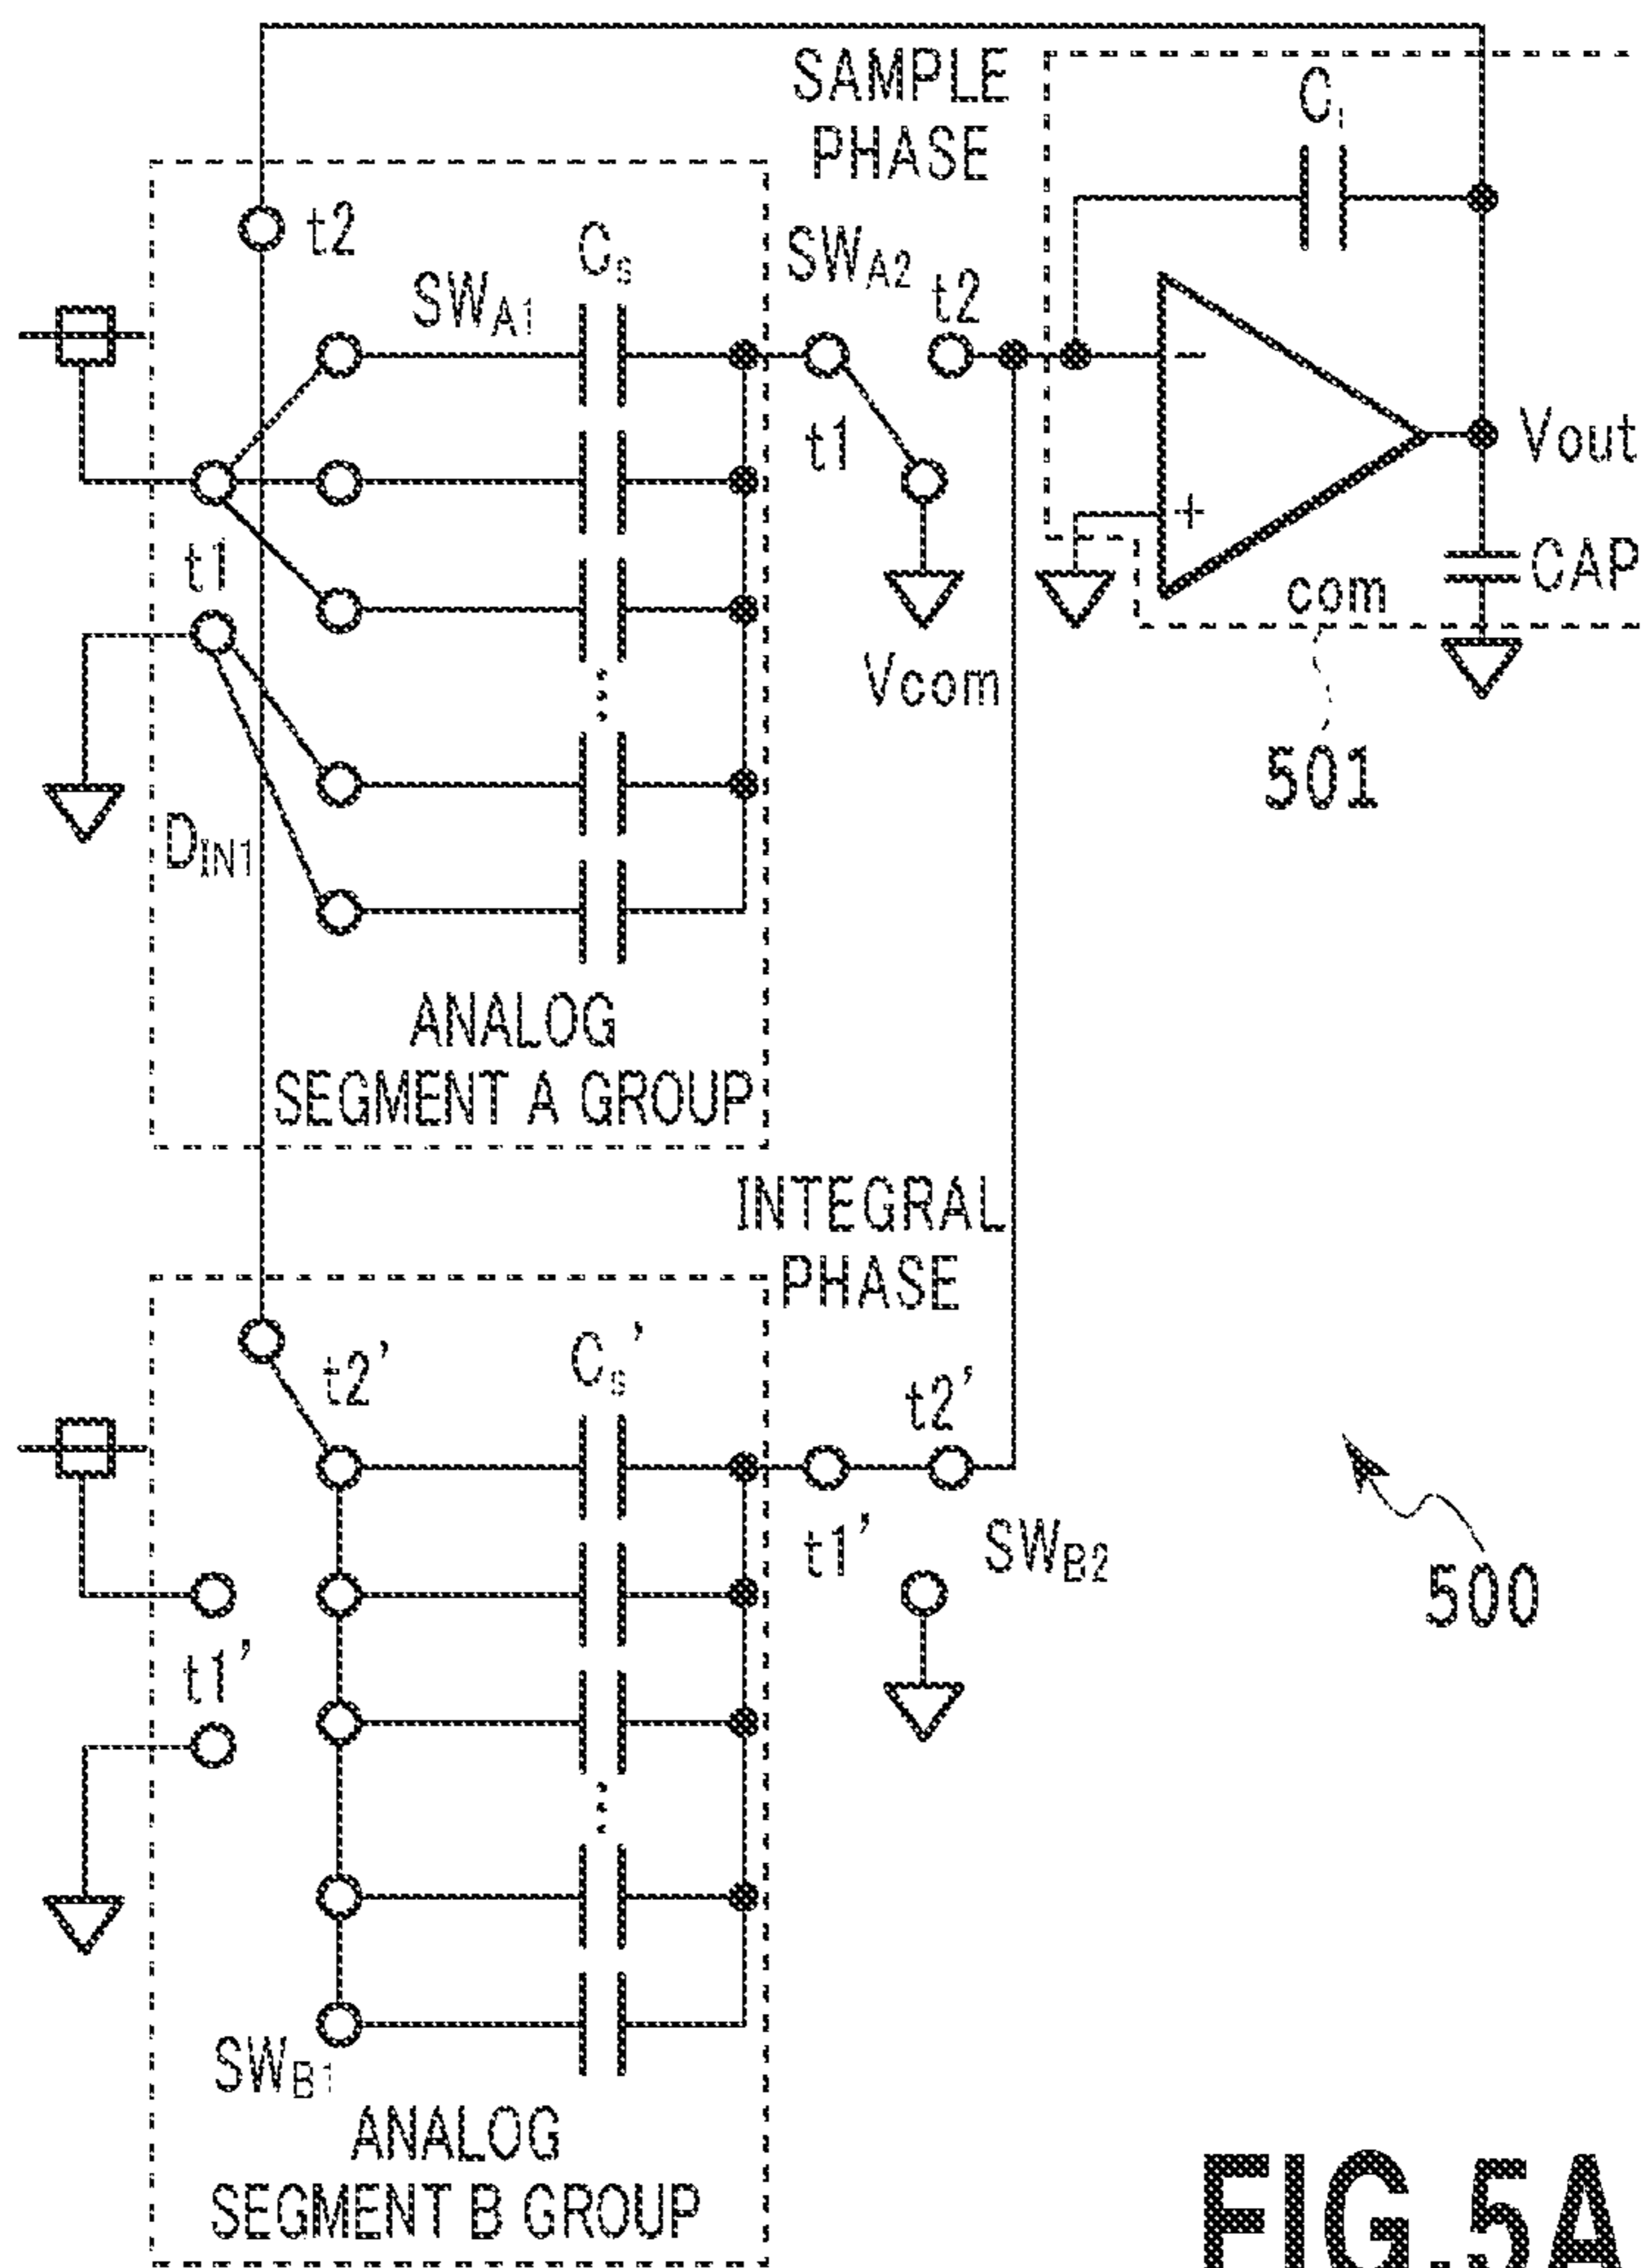 SAMPLE
PHASE
Ci
t2
Cs
SWA1
SWA2
t2
t1
Vout
t1
CAP
com
Vcom
501
DIN1
ANALOG
SEGMENT A GROUP
INTEGRAL
PHASE
Cs'
t2'
t2'
t1'
SWB2
500
t1'
SWB1
ANALOG
SEGMENT B GROUP
FIG.5A